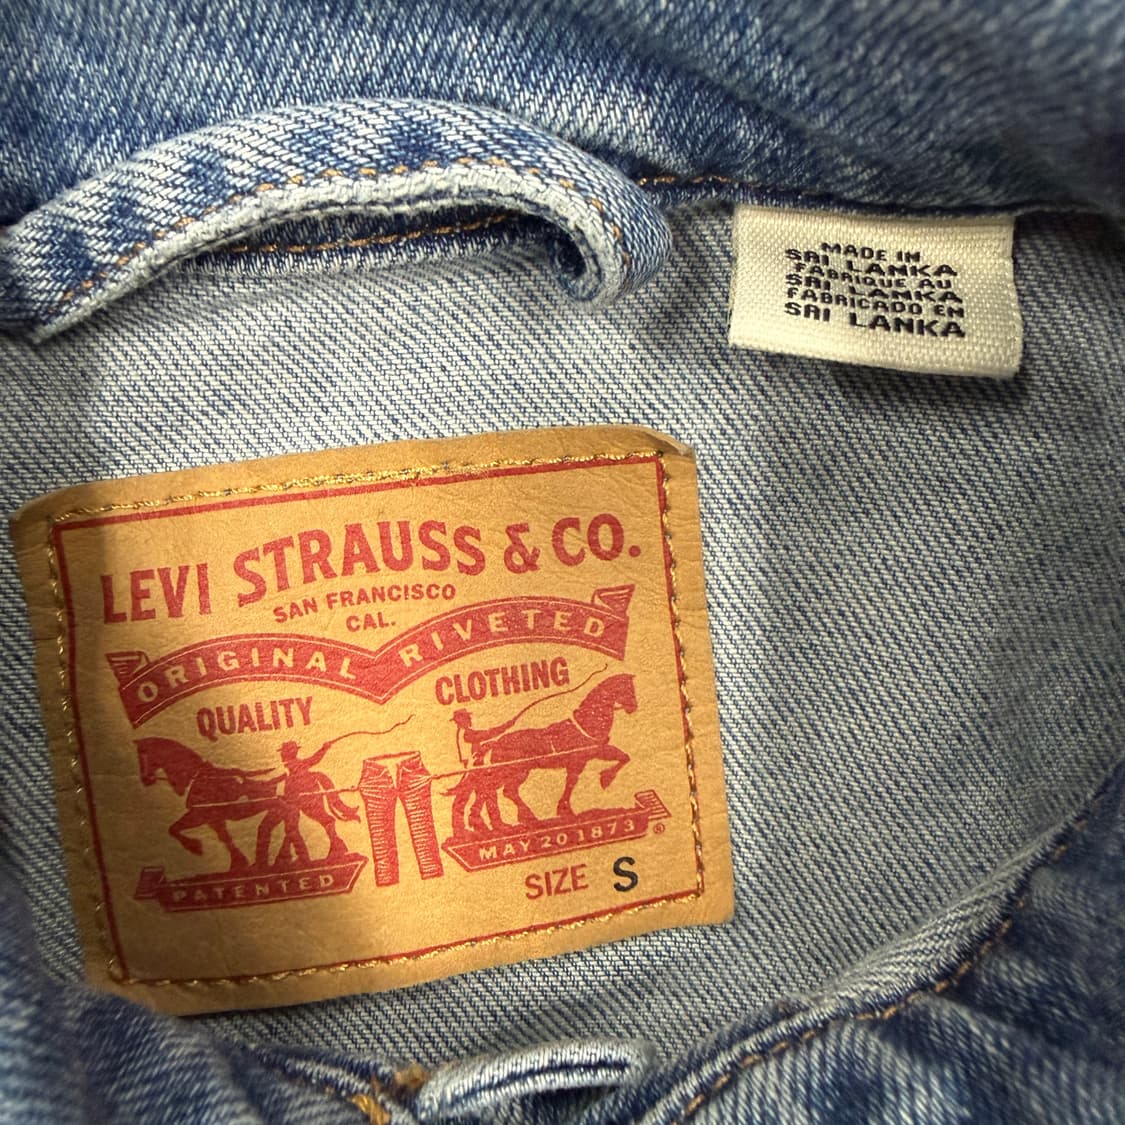 MADE IN
SRI LANKA
FABRIQUE AU
SRI LANKA
FABRICADO EN
SRI LANKA
LEVI STRAUSS & CO.
SAN FRANCISCO
CAL.
ORIGINAL RIVETED
QUALITY CLOTHING
PATENTED MAY 20 1873 ®
SIZE S